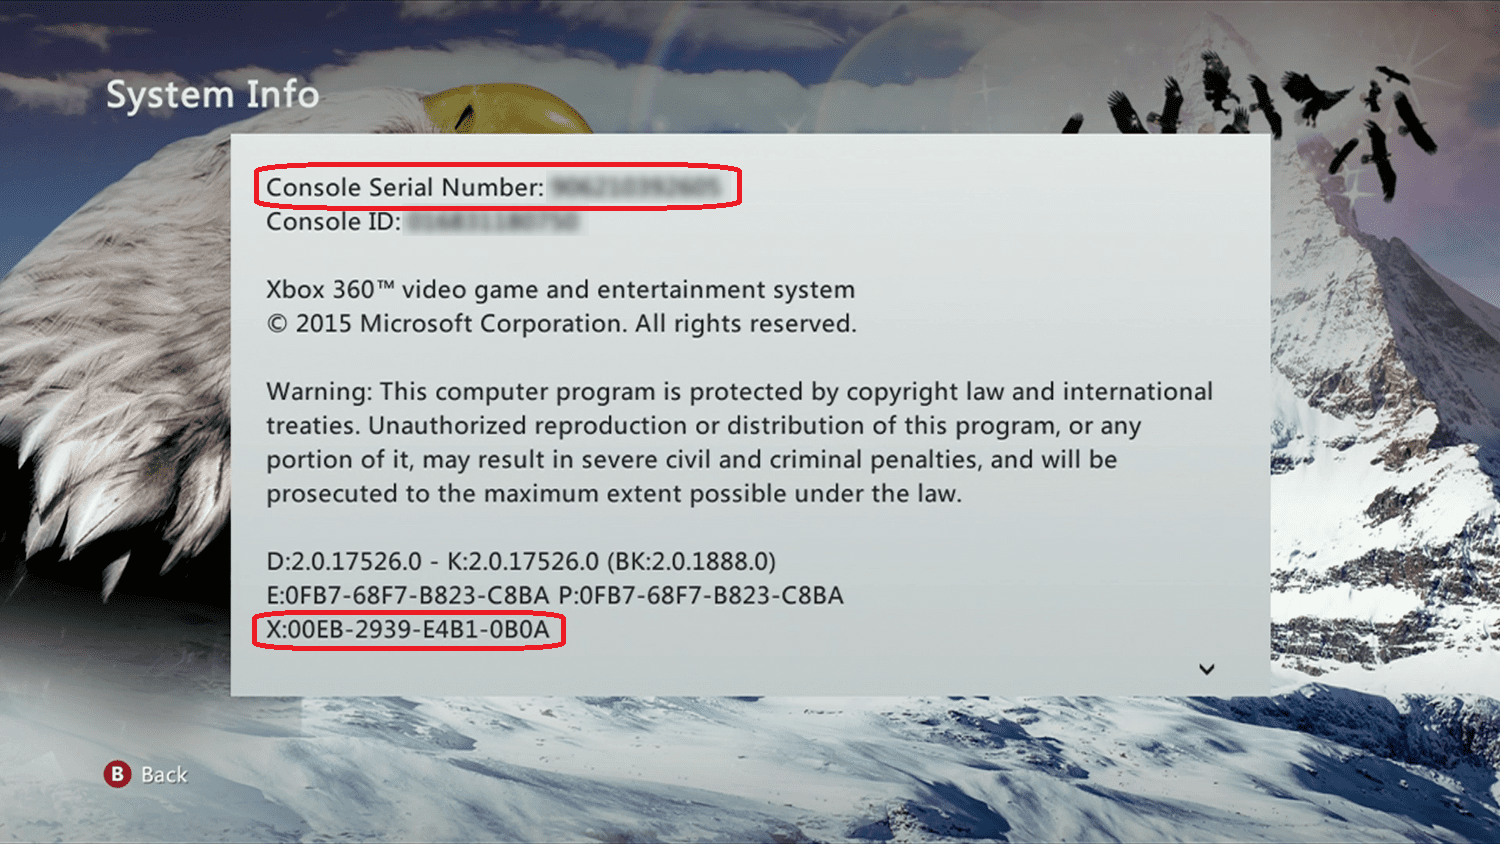 System Info
Console Serial Number:
Console ID:
Xbox 360™ video game and entertainment system
© 2015 Microsoft Corporation. All rights reserved.
Warning: This computer program is protected by copyright law and international
treaties. Unauthorized reproduction or distribution of this program, or any
portion of it, may result in severe civil and criminal penalties, and will be
prosecuted to the maximum extent possible under the law.
D:2.0.17526.0 - K:2.0.17526.0 (BK:2.0.1888.0)
E:0FB7-68F7-B823-C8BA P:0FB7-68F7-B823-C8BA
X:00EB-2939-E4B1-0B0A
B Back